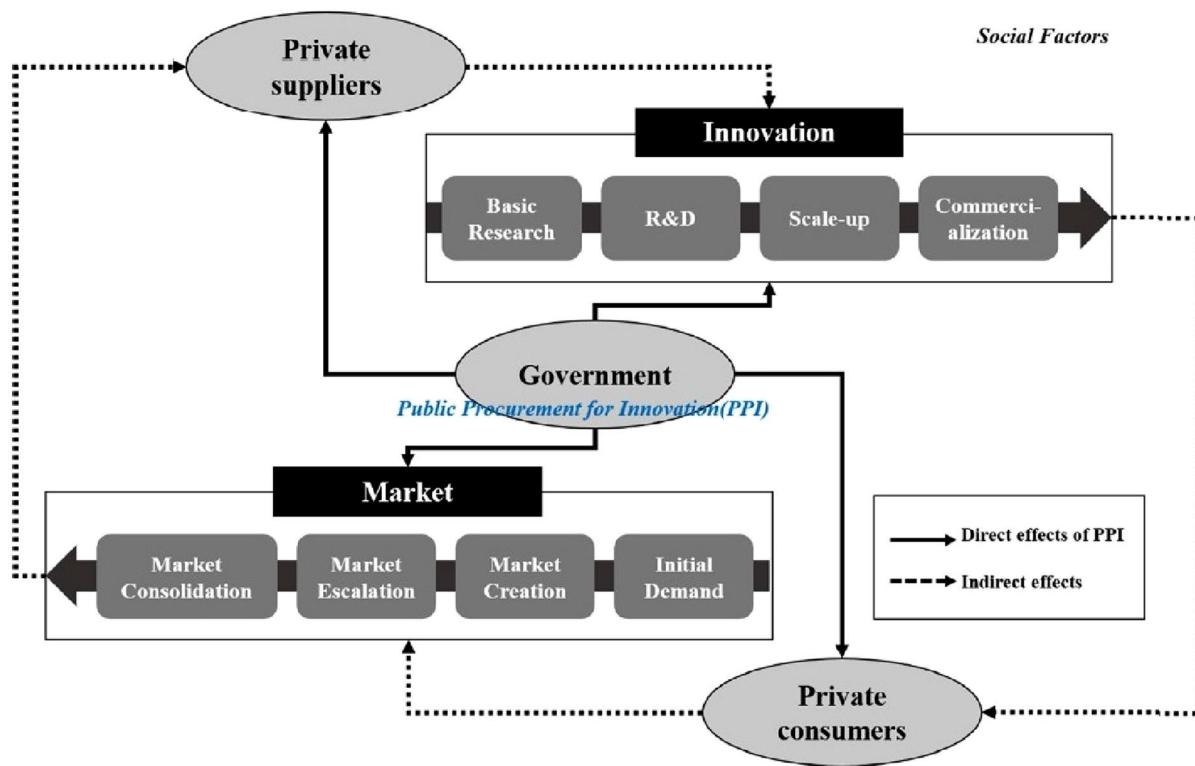 Social Factors
Private
suppliers
Innovation
Basic
Research
R&D
Scale-up
Commerci-
alization
Government
Public Procurement for Innovation(PPI)
Market
Market
Consolidation
Market
Escalation
Market
Creation
Initial
Demand
Direct effects of PPI
Indirect effects
Private
consumers